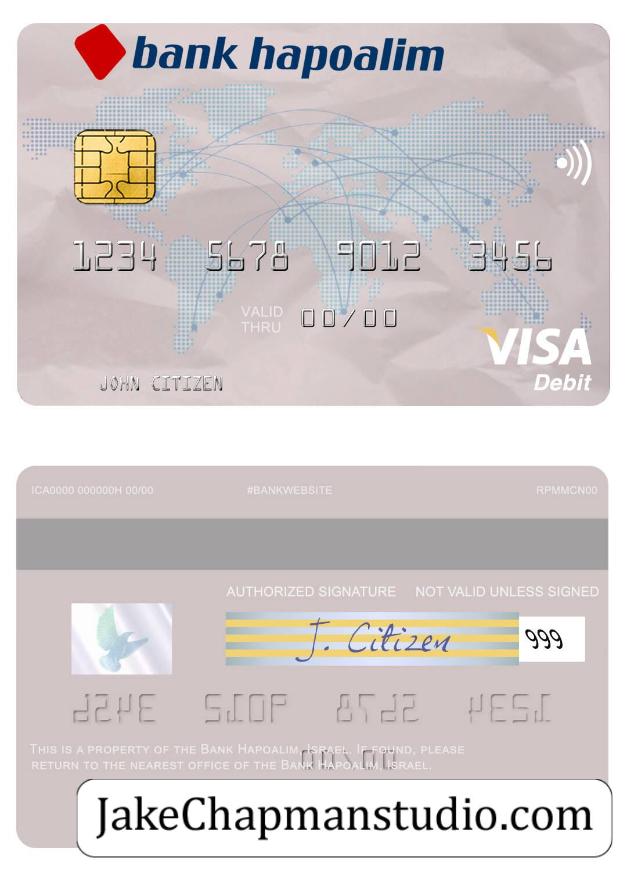 bank hapoalim
1234 5678 9012 3456
VALID
THRU 00/00
VISA
Debit
JOHN CITIZEN
ICA0000 000000H 00/00 #BANKWEBSITE RPMMCN00
AUTHORIZED SIGNATURE NOT VALID UNLESS SIGNED
J. Citizen 999
THIS IS A PROPERTY OF THE BANK HAPOALIM, ISRAEL. IF FOUND, PLEASE
RETURN TO THE NEAREST OFFICE OF THE BANK HAPOALIM, ISRAEL.
JakeChapmanstudio.com